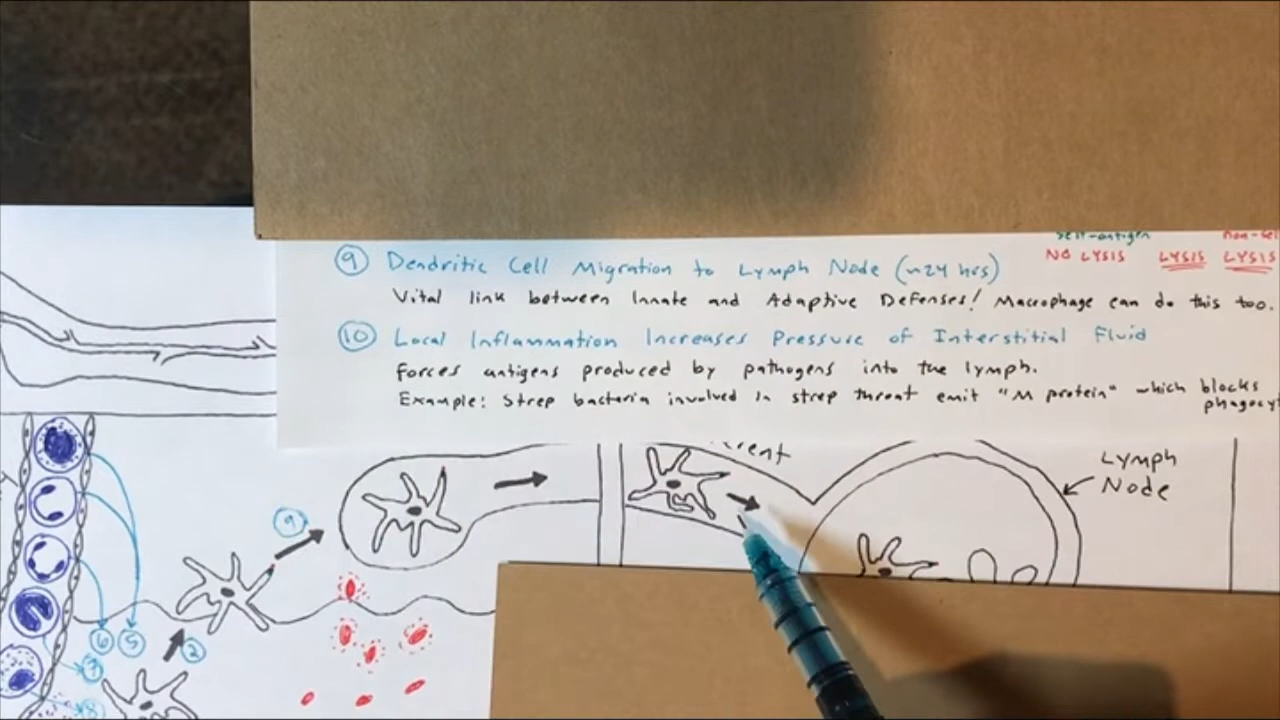 self-antigen non-sel
NO LYSIS LYSIS LYSIS
9 Dendritic Cell Migration to Lymph Node (~24 hrs)
Vital link between Innate and Adaptive Defenses! Macrophage can do this too.
10 Local Inflammation Increases Pressure of Interstitial Fluid
Forces antigens produced by pathogens into the lymph.
Example: Strep bacteria involved in strep throat emit "M protein" which blocks
phagocyt
Lymph
Node
9
6 5 2
7
8